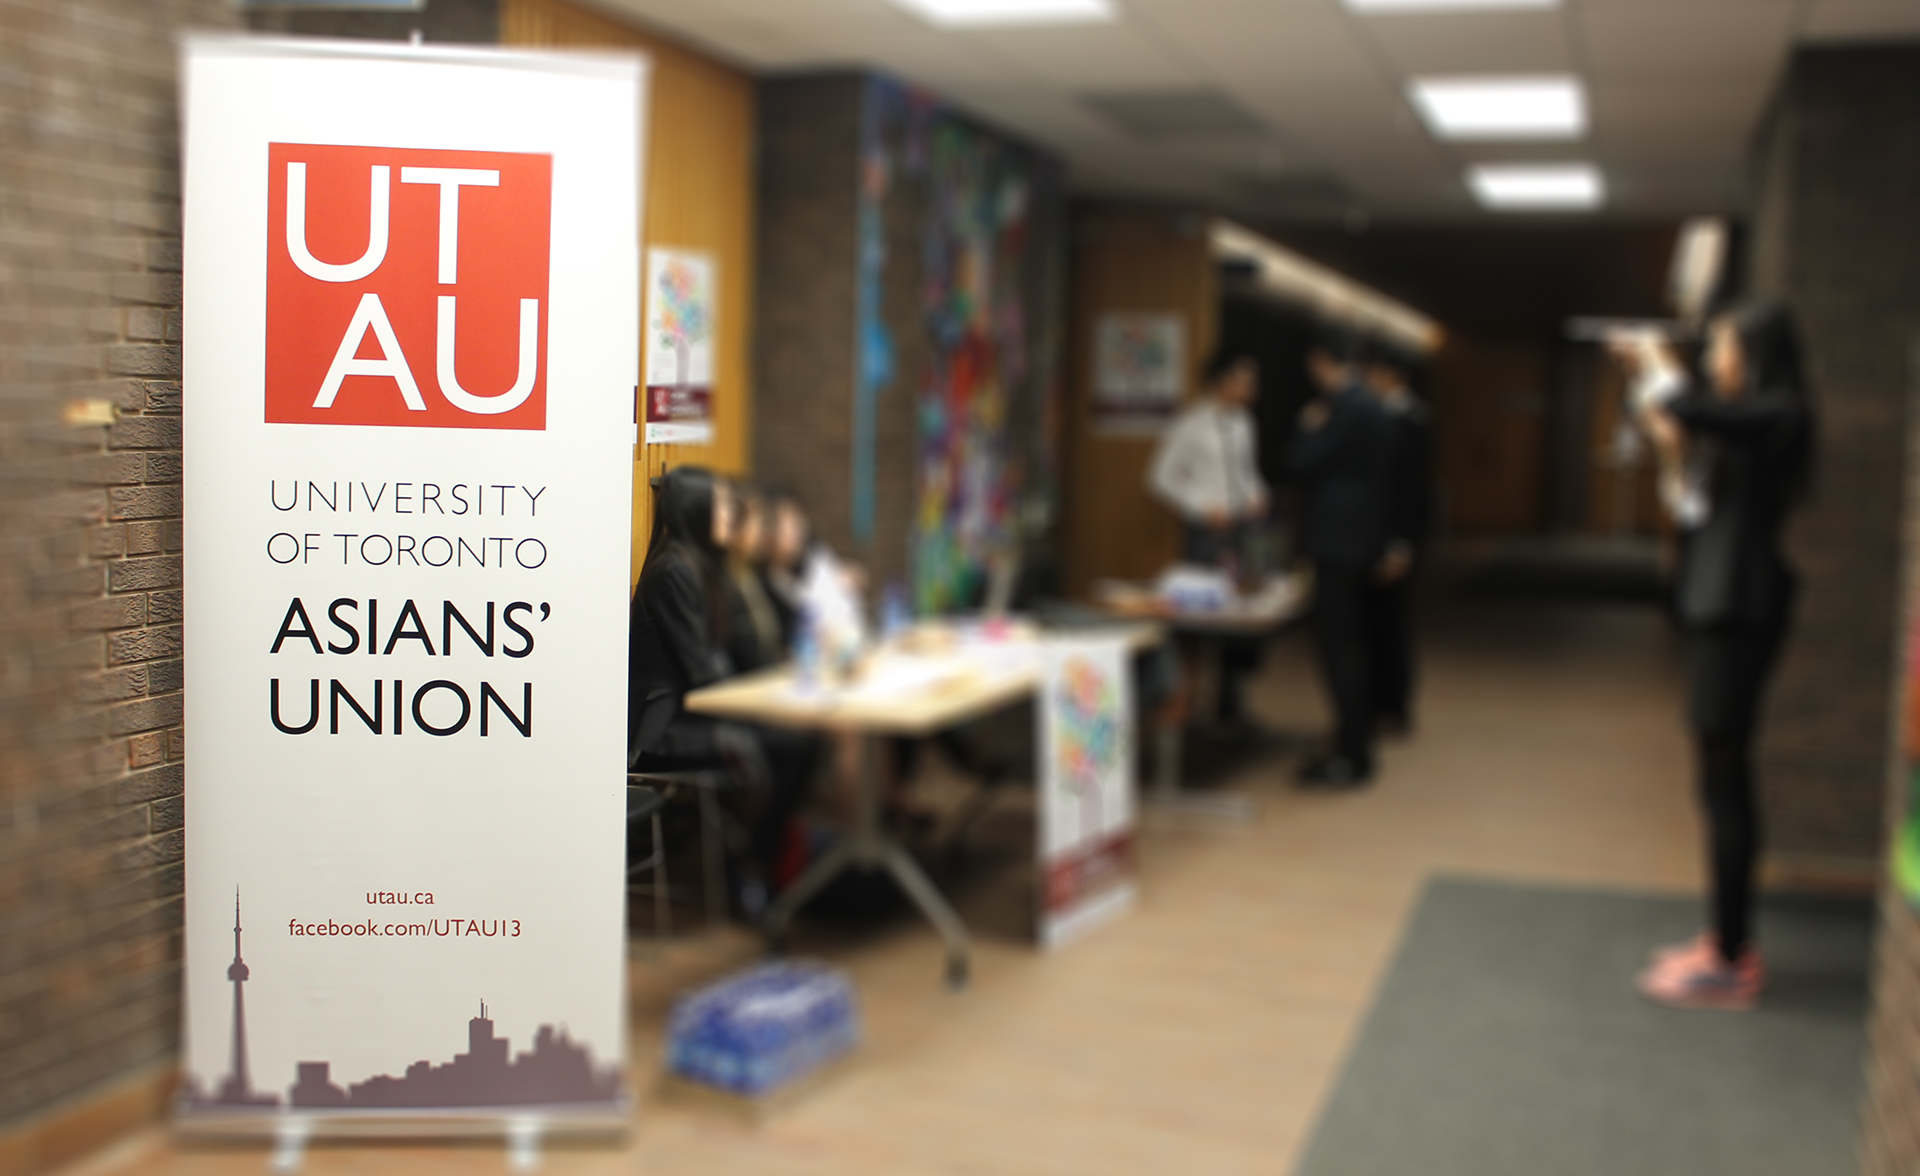 UT
AU
UNIVERSITY
OF TORONTO
ASIANS’
UNION
utau.ca
facebook.com/UTAU13